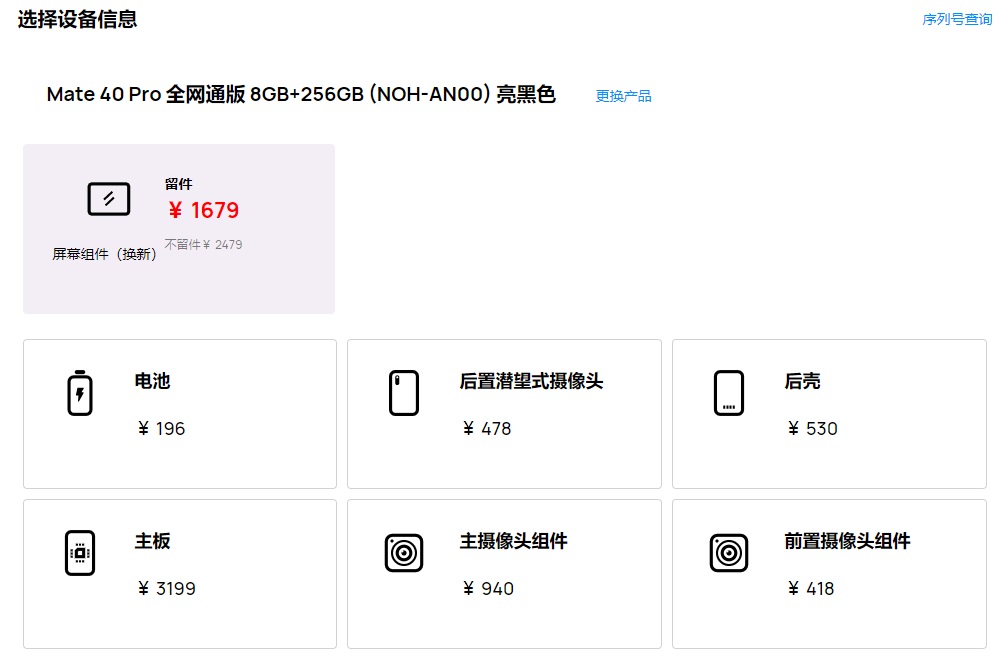 选择设备信息
序列号查询
Mate 40 Pro 全网通版 8GB+256GB (NOH-AN00) 亮黑色
更换产品
留件
¥ 1679
不留件 ¥ 2479
屏幕组件（换新）
电池
¥ 196
后置潜望式摄像头
¥ 478
后壳
¥ 530
主板
¥ 3199
主摄像头组件
¥ 940
前置摄像头组件
¥ 418